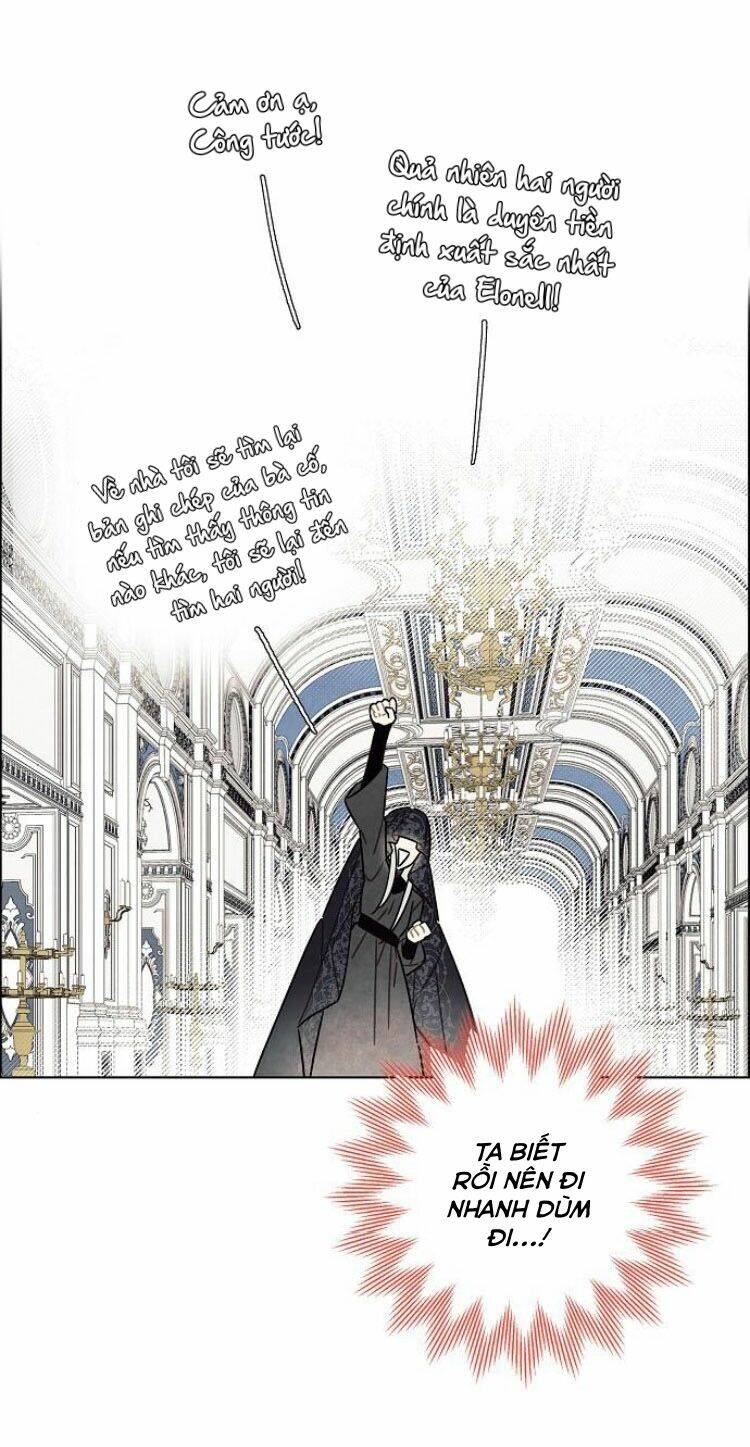 Cảm ơn ạ,
Công tước!
Quả nhiên hai người
chính là duyên tiền
định xuất sắc nhất
của Elonell!
Về nhà tôi sẽ tìm lại
bản ghi chép của bà cố,
nếu tìm thấy thông tin
nào khác, tôi sẽ lại đến
tìm hai người!
TA BIẾT
RỒI NÊN ĐI
NHANH DÙM
ĐI...!